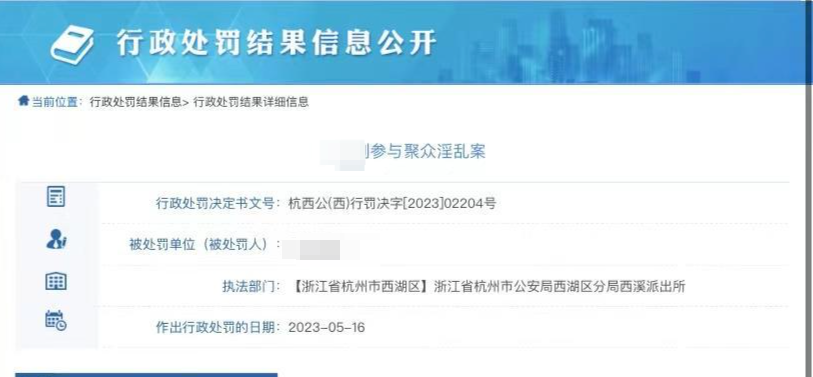 行政处罚结果信息公开
当前位置：行政处罚结果信息> 行政处罚结果详细信息
参与聚众淫乱案
行政处罚决定书文号：杭西公(西)行罚决字[2023]02204号
被处罚单位（被处罚人）：
执法部门：【浙江省杭州市西湖区】浙江省杭州市公安局西湖区分局西溪派出所
作出行政处罚的日期：2023-05-16